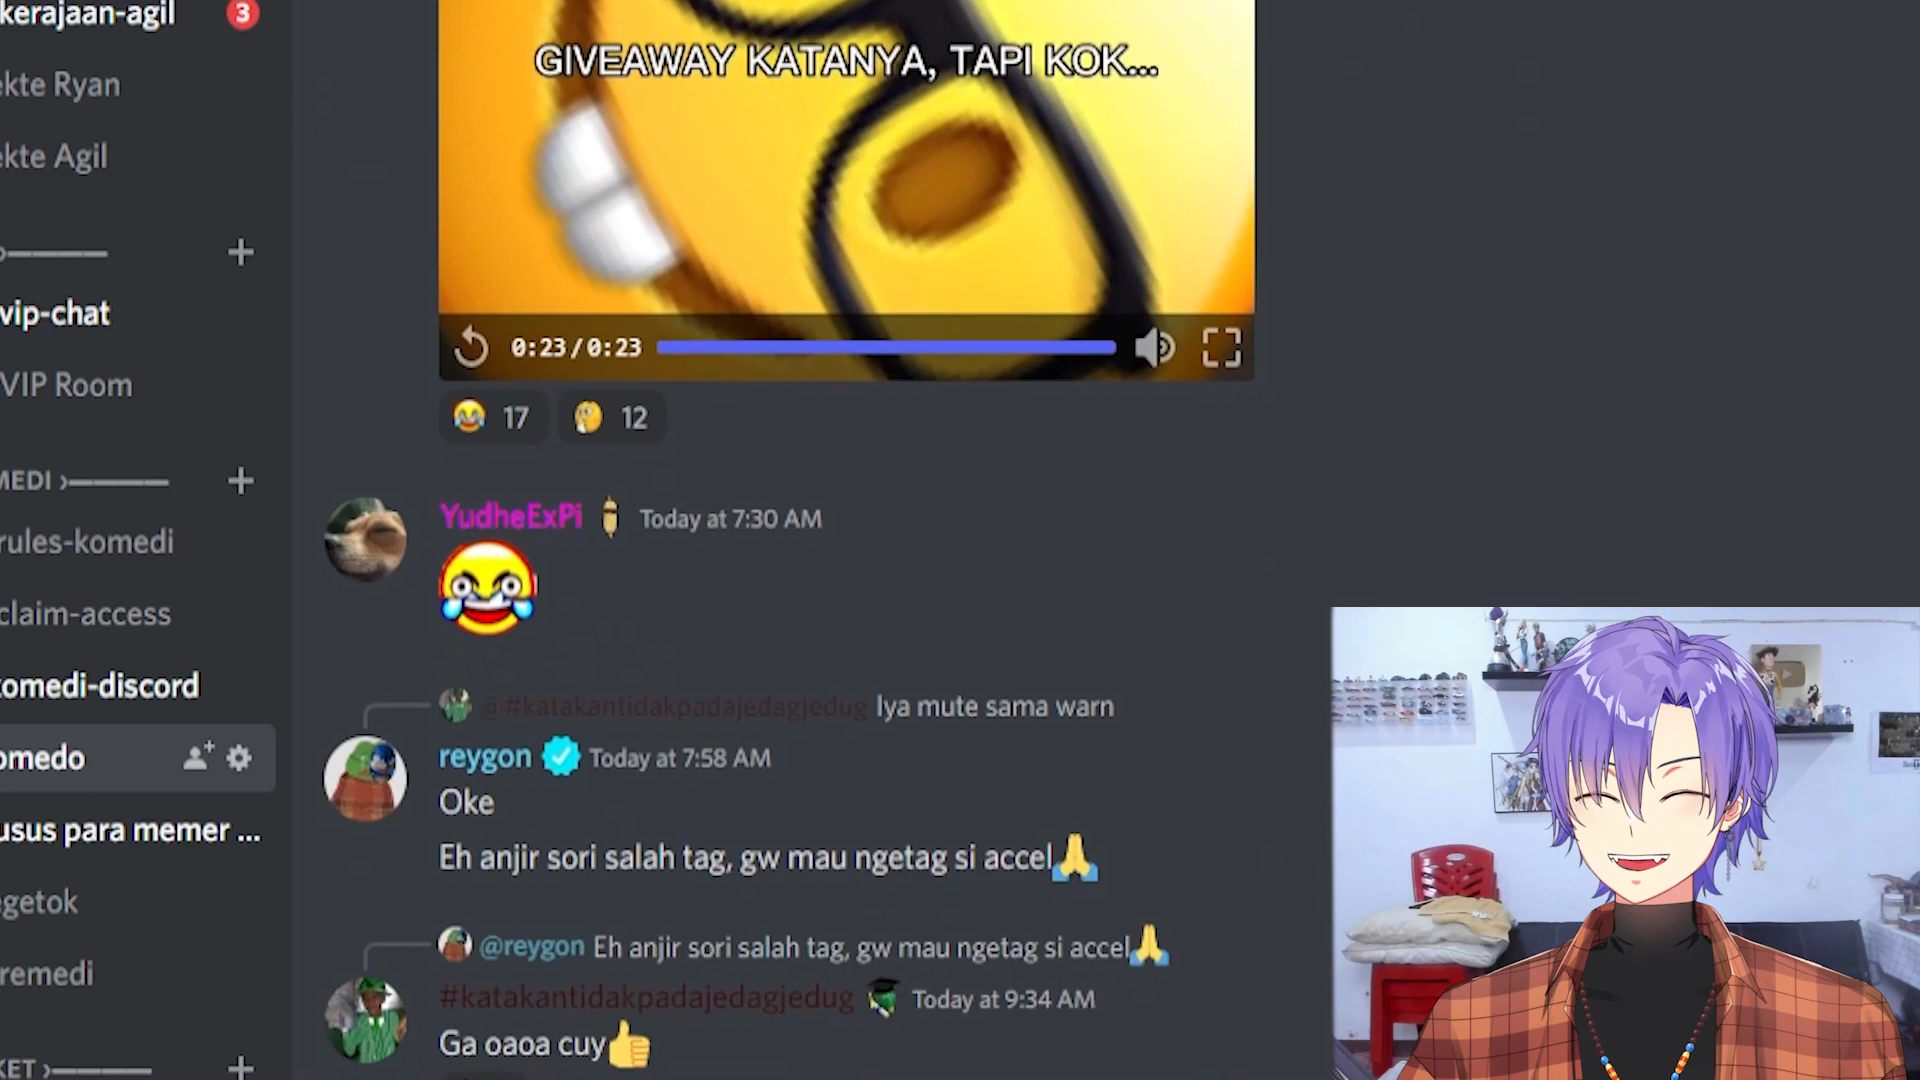 kerajaan-agil 3
ekte Ryan
ekte Agil
vip-chat
VIP Room
MEDI
rules-komedi
claim-access
komedi-discord
omedo
usus para memer ...
getok
remedi
KET
GIVEAWAY KATANYA, TAPI KOK...
0:23/0:23
17 12
YudheExPi Today at 7:30 AM
@#katakantidakpadajedagjedug Iya mute sama warn
reygon Today at 7:58 AM
Oke
Eh anjir sori salah tag, gw mau ngetag si accel🙏
@reygon Eh anjir sori salah tag, gw mau ngetag si accel🙏
#katakantidakpadajedagjedug Today at 9:34 AM
Ga oaoa cuy👍